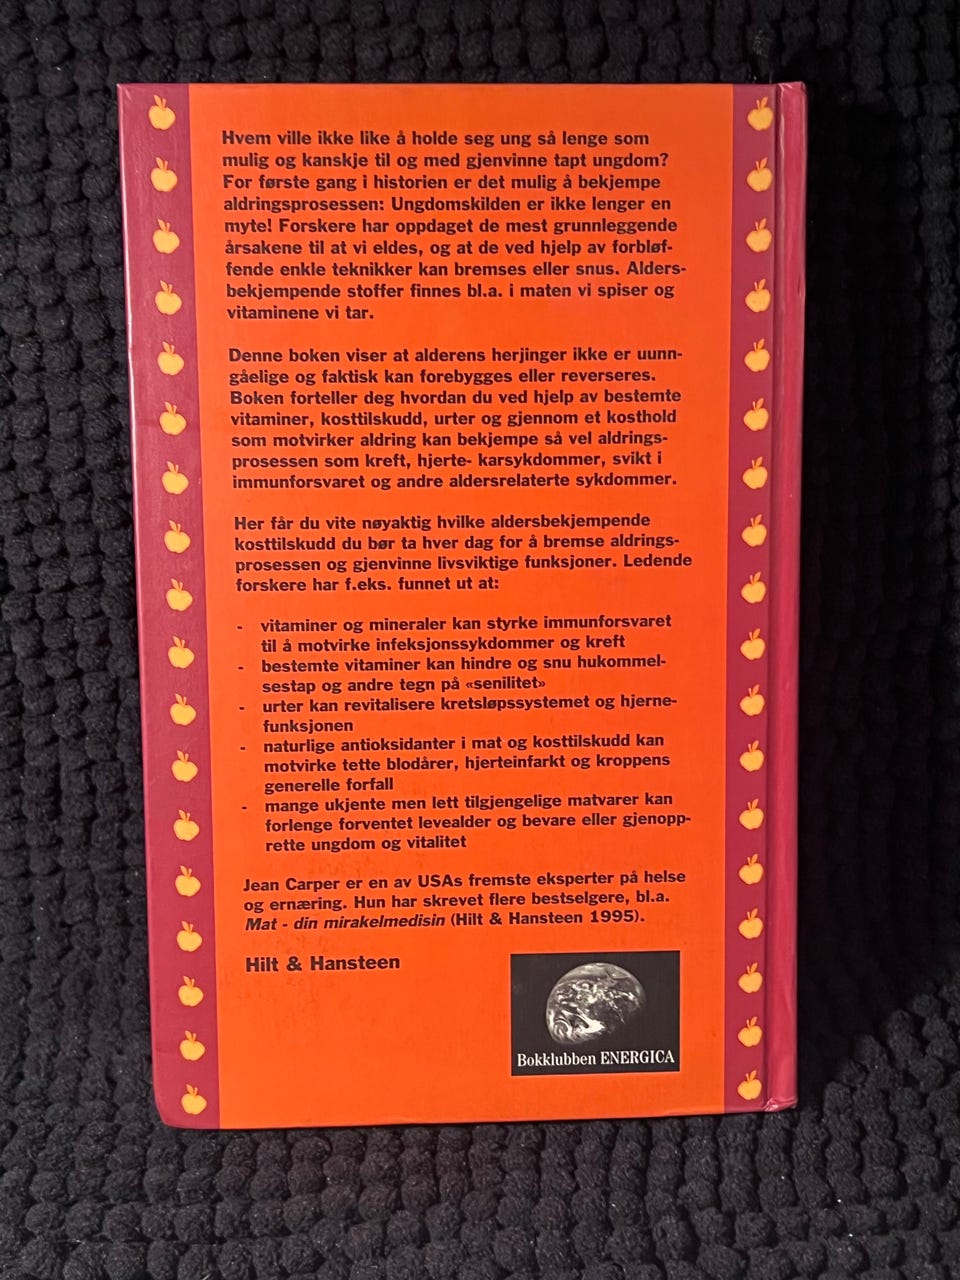 Hvem ville ikke like å holde seg ung så lenge som
mulig og kanskje til og med gjenvinne tapt ungdom?
For første gang i historien er det mulig å bekjempe
aldringsprosessen: Ungdomskilden er ikke lenger en
myte! Forskere har oppdaget de mest grunnleggende
årsakene til at vi eldes, og at de ved hjelp av forbløf-
fende enkle teknikker kan bremses eller snus. Alders-
bekjempende stoffer finnes bl.a. i maten vi spiser og
vitaminene vi tar.
Denne boken viser at alderens herjinger ikke er uunn-
gåelige og faktisk kan forebygges eller reverseres.
Boken forteller deg hvordan du ved hjelp av bestemte
vitaminer, kosttilskudd, urter og gjennom et kosthold
som motvirker aldring kan bekjempe så vel aldrings-
prosessen som kreft, hjerte- karsykdommer, svikt i
immunforsvaret og andre aldersrelaterte sykdommer.
Her får du vite nøyaktig hvilke aldersbekjempende
kosttilskudd du bør ta hver dag for å bremse aldrings-
prosessen og gjenvinne livsviktige funksjoner. Ledende
forskere har f.eks. funnet ut at:
- vitaminer og mineraler kan styrke immunforsvaret
til å motvirke infeksjonssykdommer og kreft
- bestemte vitaminer kan hindre og snu hukommel-
sestap og andre tegn på «senilitet»
- urter kan revitalisere kretsløpssystemet og hjerne-
funksjonen
- naturlige antioksidanter i mat og kosttilskudd kan
motvirke tette blodårer, hjerteinfarkt og kroppens
generelle forfall
- mange ukjente men lett tilgjengelige matvarer kan
forlenge forventet levealder og bevare eller gjenopp-
rette ungdom og vitalitet
Jean Carper er en av USAs fremste eksperter på helse
og ernæring. Hun har skrevet flere bestselgere, bl.a.
Mat - din mirakelmedisin (Hilt & Hansteen 1995).
Hilt & Hansteen
Bokklubben ENERGICA